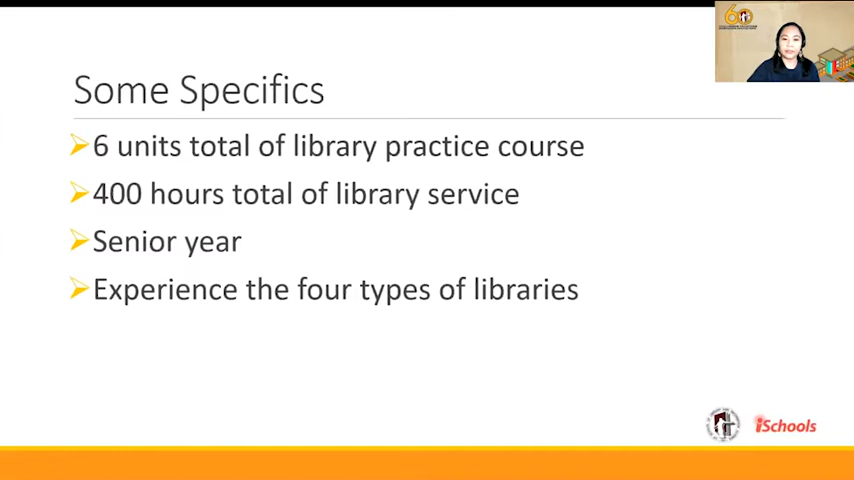 60
Some Specifics
6 units total of library practice course
400 hours total of library service
Senior year
Experience the four types of libraries
iSchools